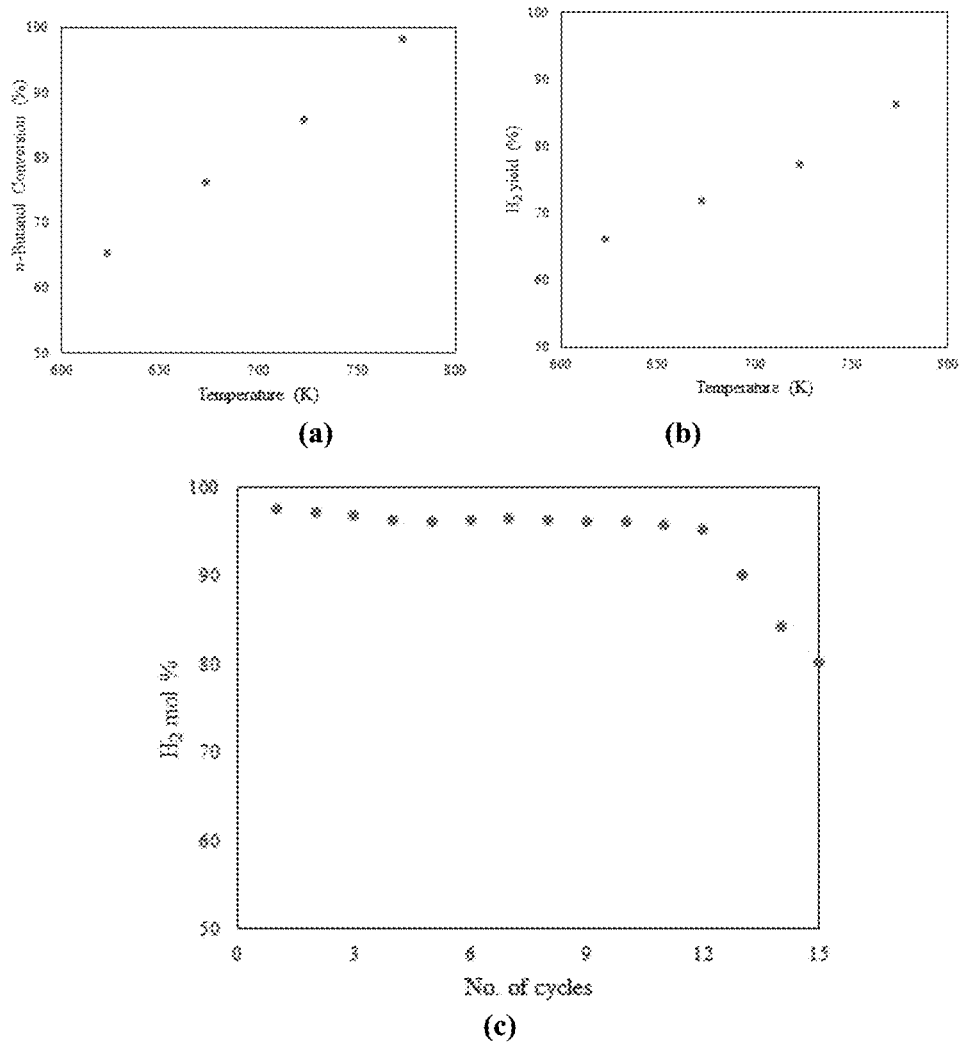 100
90
80
70
60
50
n-Butanol Conversion (%)
600 650 700 750 800
Temperature (K)
(a)
100
90
80
70
60
50
H₂ yield (%)
600 650 700 750 800
Temperature (K)
(b)
100
90
80
70
60
50
H₂ mol %
0 3 6 9 12 15
No. of cycles
(c)